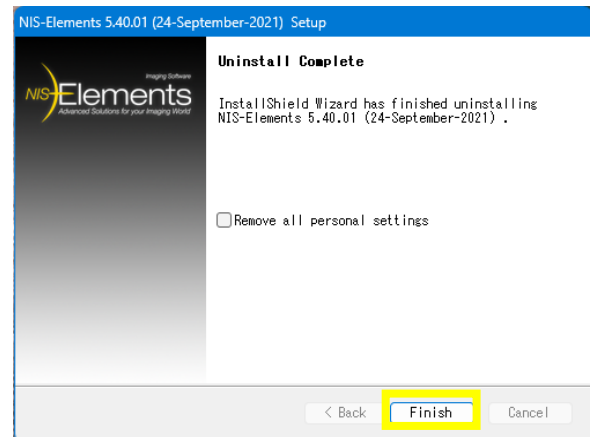 NIS-Elements 5.40.01 (24-September-2021) Setup
Imaging Software
NIS Elements
Advanced Solutions for your Imaging World
Uninstall Complete
InstallShield Wizard has finished uninstalling
NIS-Elements 5.40.01 (24-September-2021) .
Remove all personal settings
< Back Finish Cancel